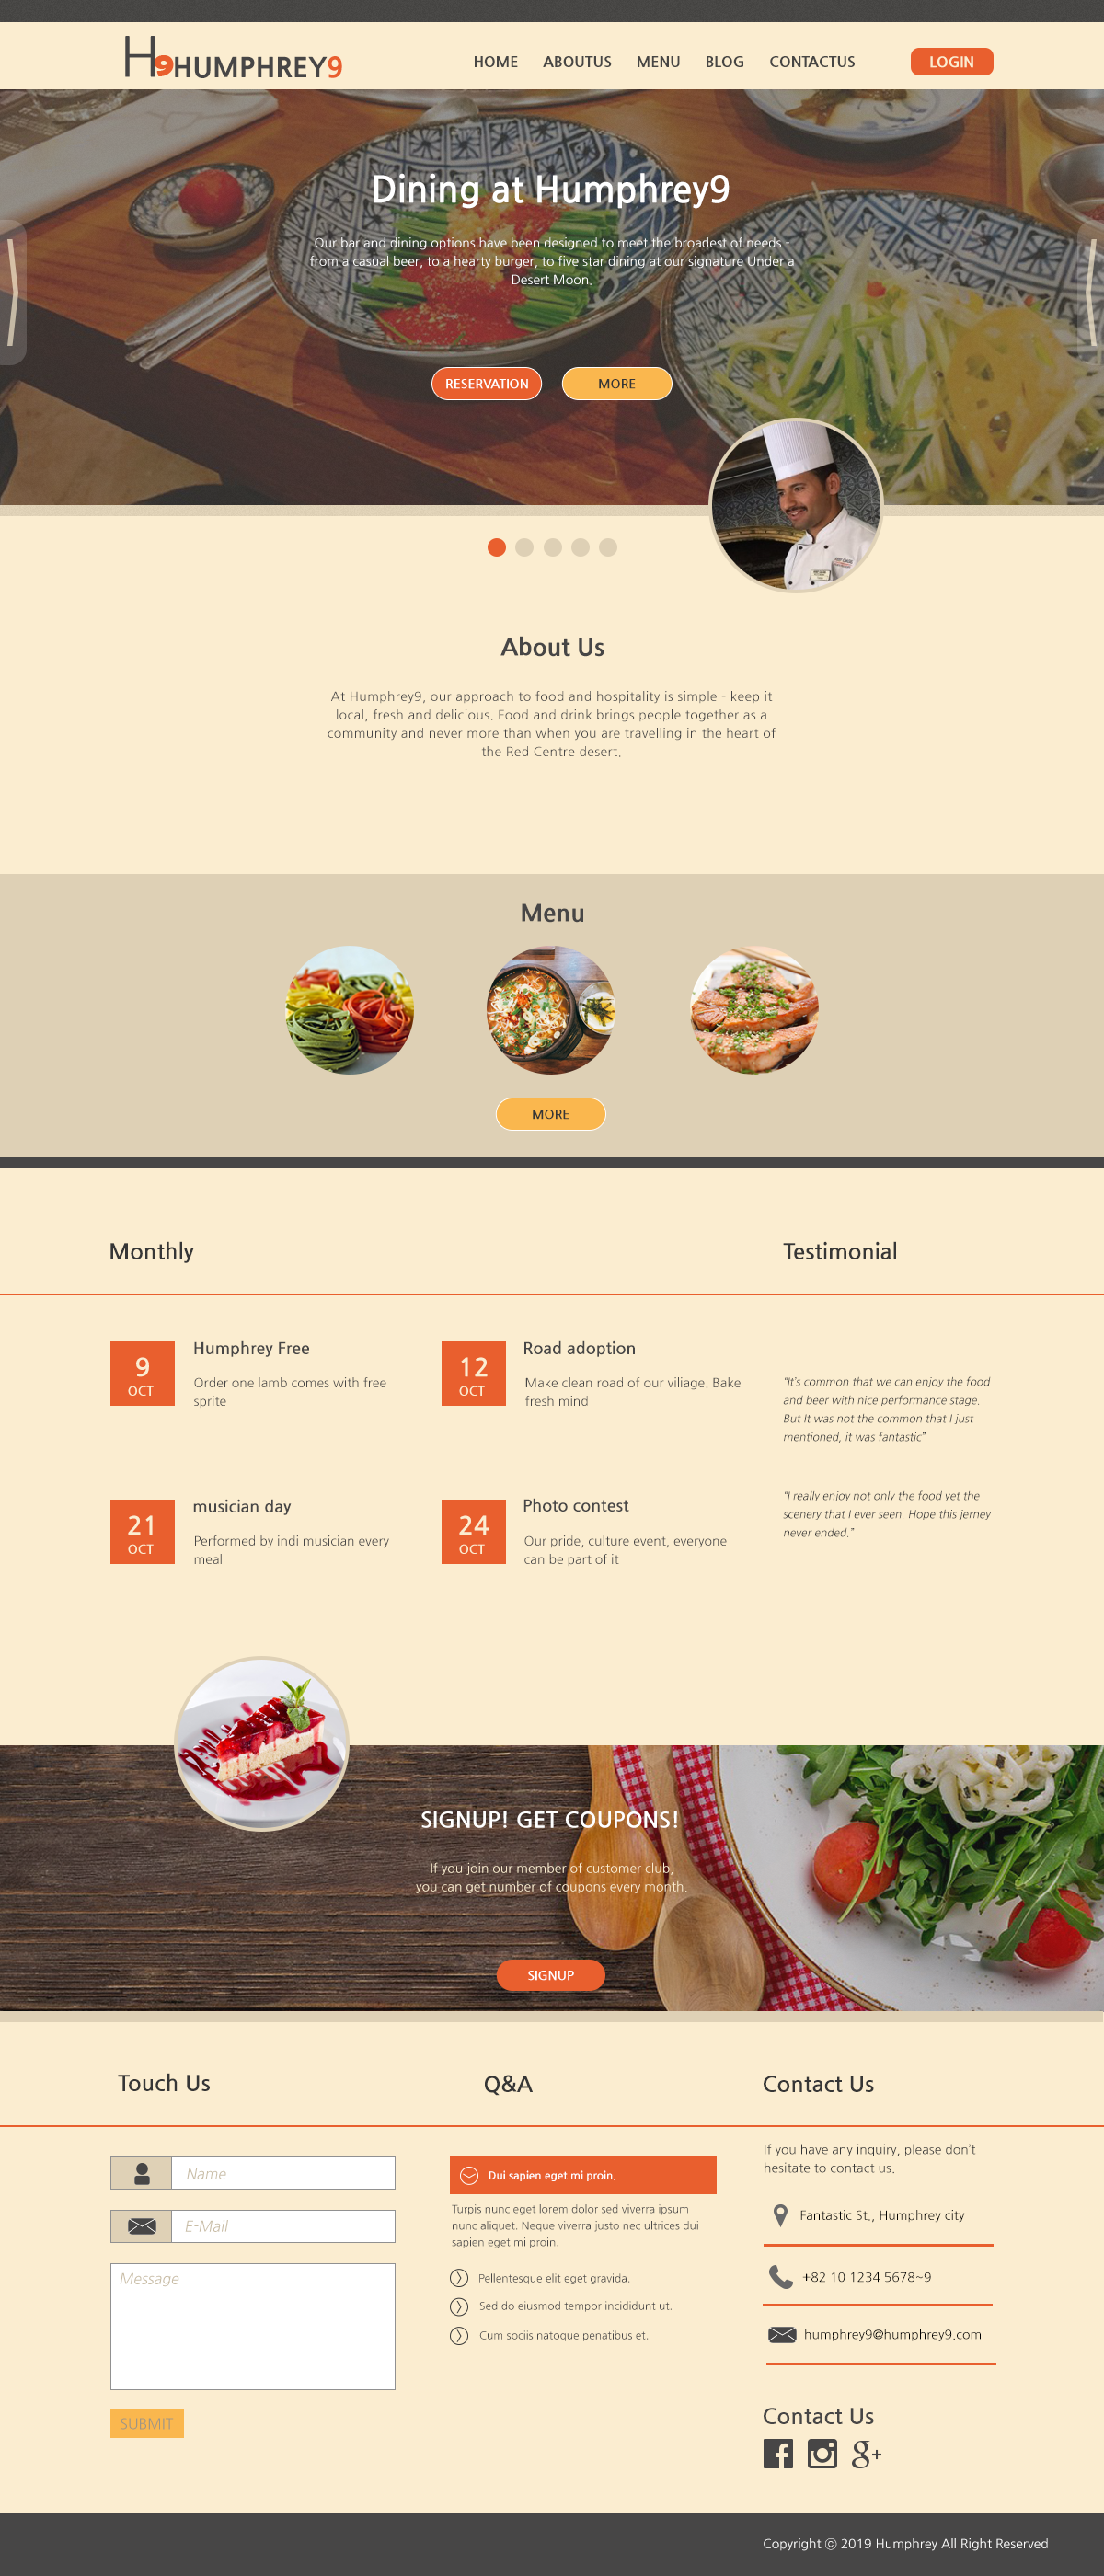 H9HUMPHREY9
HOME ABOUTUS MENU BLOG CONTACTUS LOGIN
Dining at Humphrey9
Our bar and dining options have been designed to meet the broadest of needs -
from a casual beer, to a hearty burger, to five star dining at our signature Under a
Desert Moon.
RESERVATION MORE
About Us
At Humphrey9, our approach to food and hospitality is simple - keep it
local, fresh and delicious. Food and drink brings people together as a
community and never more than when you are travelling in the heart of
the Red Centre desert.
Menu
MORE
Monthly
Testimonial
9
OCT
Humphrey Free
Order one lamb comes with free
sprite
12
OCT
Road adoption
Make clean road of our viliage. Bake
fresh mind
21
OCT
musician day
Performed by indi musician every
meal
24
OCT
Photo contest
Our pride, culture event, everyone
can be part of it
"It's common that we can enjoy the food
and beer with nice performance stage.
But It was not the common that I just
mentioned, it was fantastic"
"I really enjoy not only the food yet the
scenery that I ever seen. Hope this jerney
never ended."
SIGNUP! GET COUPONS!
If you join our member of customer club,
you can get number of coupons every month.
SIGNUP
Touch Us
Name
E-Mail
Message
SUBMIT
Q&A
Dui sapien eget mi proin.
Turpis nunc eget lorem dolor sed viverra ipsum
nunc aliquet. Neque viverra justo nec ultrices dui
sapien eget mi proin.
Pellentesque elit eget gravida.
Sed do eiusmod tempor incididunt ut.
Cum sociis natoque penatibus et.
Contact Us
If you have any inquiry, please don't
hesitate to contact us.
Fantastic St., Humphrey city
+82 10 1234 5678~9
humphrey9@humphrey9.com
Contact Us
g+
Copyright ⓒ 2019 Humphrey All Right Reserved